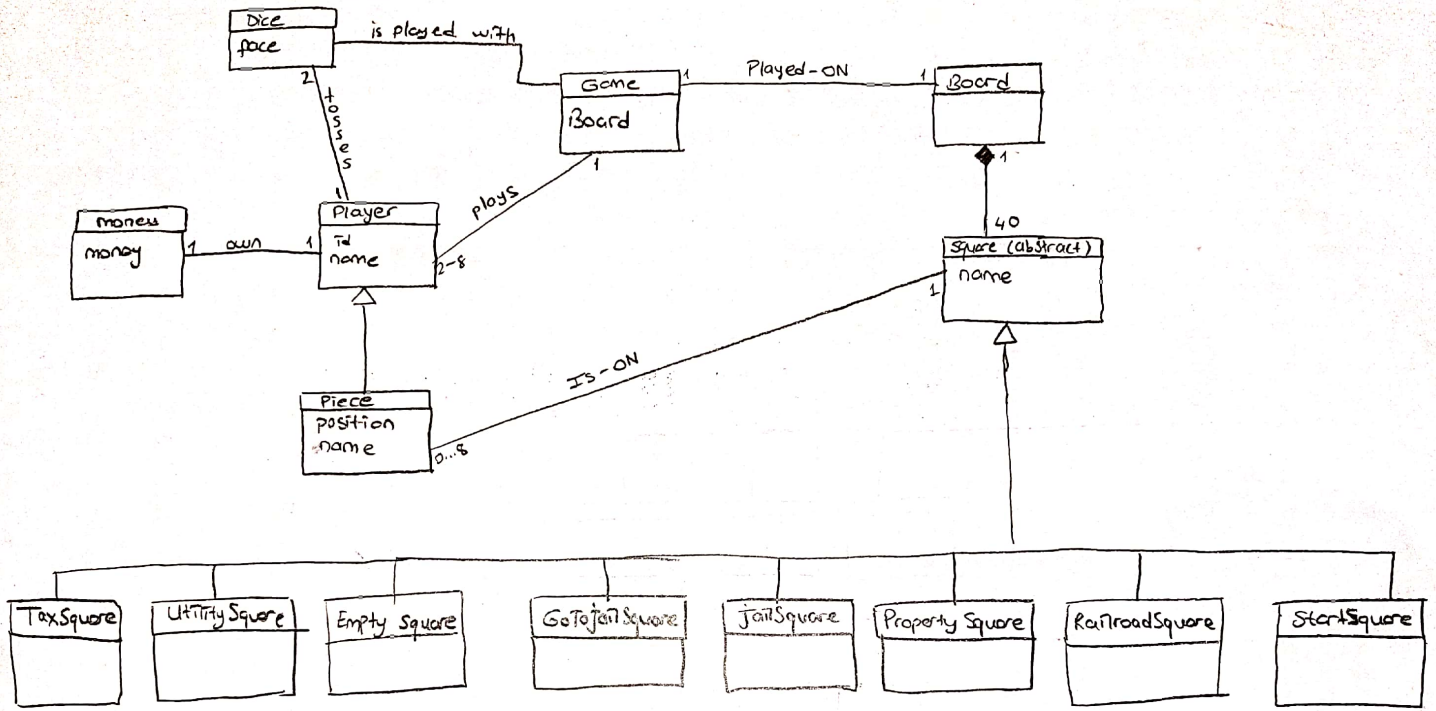 Dice
face
is played with
2
tosses
1
Game
Board
1
Played-ON
1
Board
1
40
plays
1
2-8
Player
id
name
1
own
1
money
Square (abstract)
name
1
Is-ON
0...8
Piece
position
name
TaxSquare
UtilitySquare
Empty Square
GoTojailSquare
jailSquare
Property Square
RailroadSquare
StartSquare